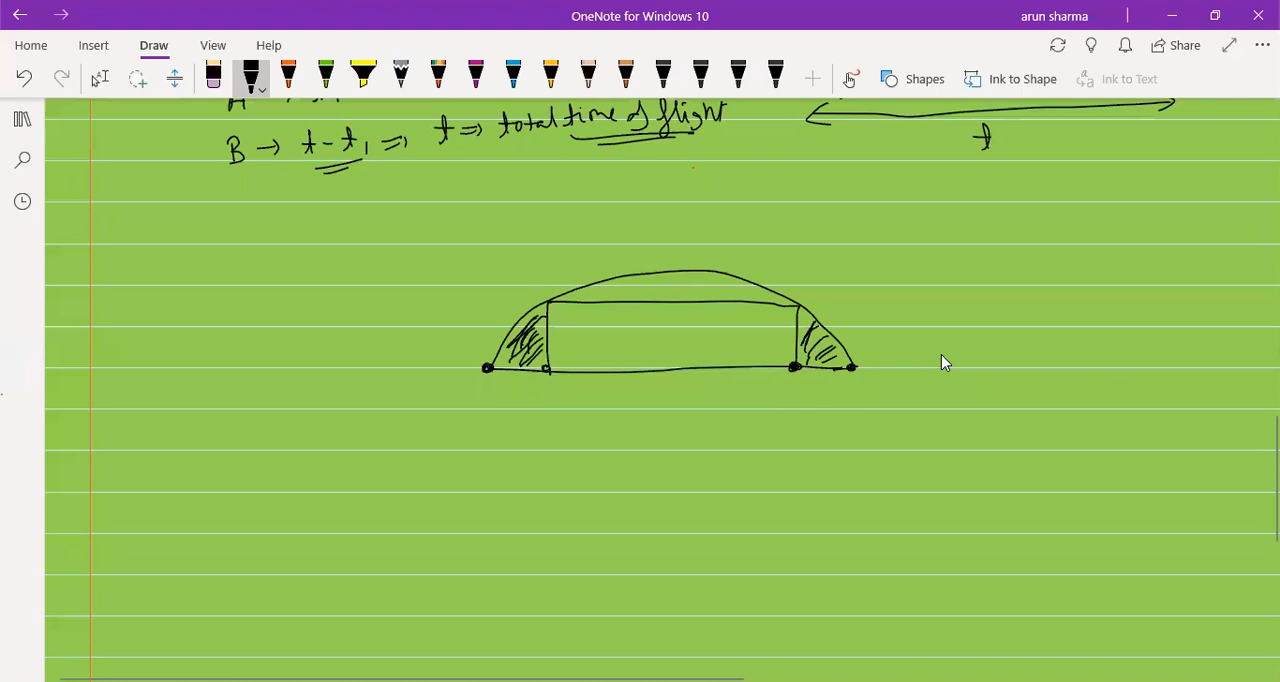 OneNote for Windows 10
arun sharma
Home Insert Draw View Help
Share
Shapes Ink to Shape Ink to Text
B → t - t₁ => t => total time of flight
t